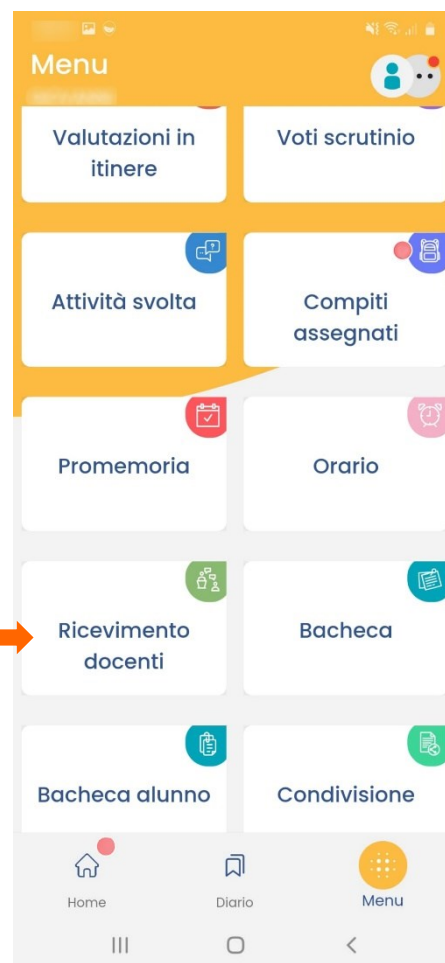 Menu
Valutazioni in
itinere
Voti scrutinio
Attività svolta
Compiti
assegnati
Promemoria
Orario
Ricevimento
docenti
Bacheca
Bacheca alunno
Condivisione
Home
Diario
Menu